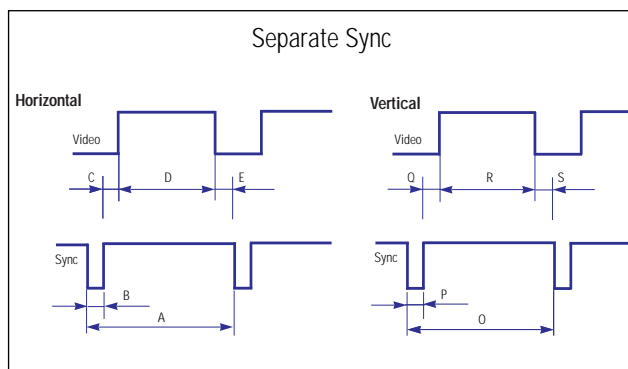 Separate Sync
Horizontal
Vertical
Video
Video
C
D
E
Q
R
S
Sync
Sync
B
P
A
O